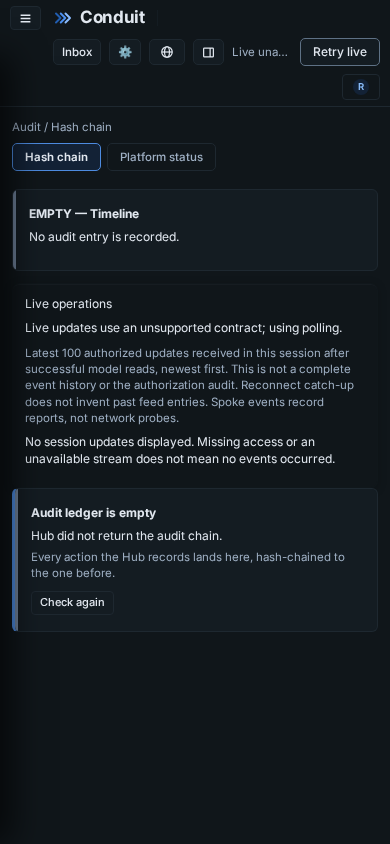 Conduit
Inbox
Live una...
Retry live
R
Audit / Hash chain
Hash chain
Platform status
EMPTY — Timeline
No audit entry is recorded.
Live operations
Live updates use an unsupported contract; using polling.
Latest 100 authorized updates received in this session after
successful model reads, newest first. This is not a complete
event history or the authorization audit. Reconnect catch-up
does not invent past feed entries. Spoke events record
reports, not network probes.
No session updates displayed. Missing access or an
unavailable stream does not mean no events occurred.
Audit ledger is empty
Hub did not return the audit chain.
Every action the Hub records lands here, hash-chained to
the one before.
Check again